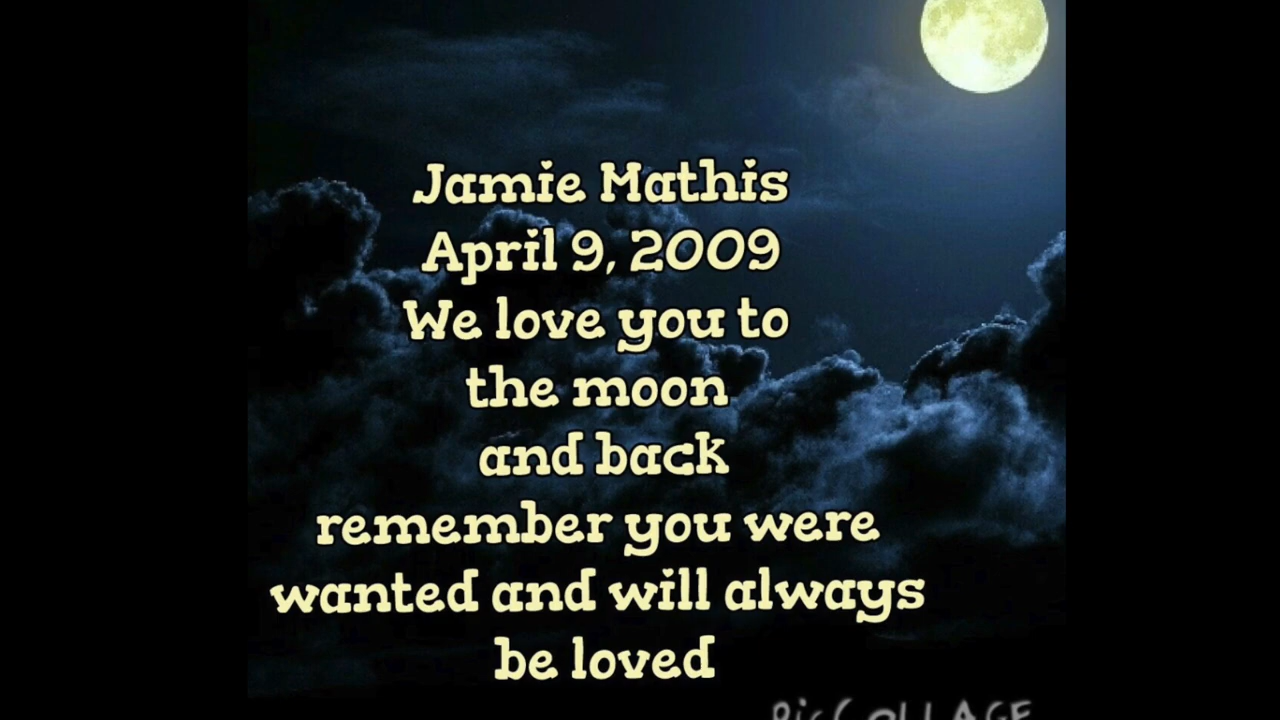 Jamie Mathis
April 9, 2009
We love you to
the moon
and back
remember you were
wanted and will always
be loved
PicCOLLAGE